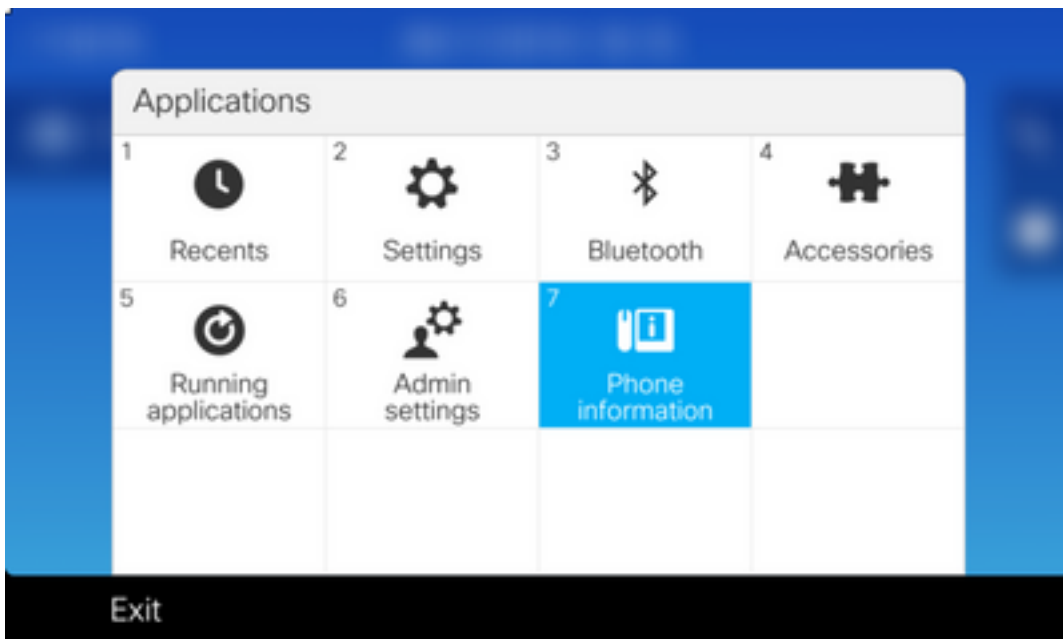 Applications
1
Recents
2
Settings
3
Bluetooth
4
Accessories
5
Running
applications
6
Admin
settings
7
Phone
information
Exit